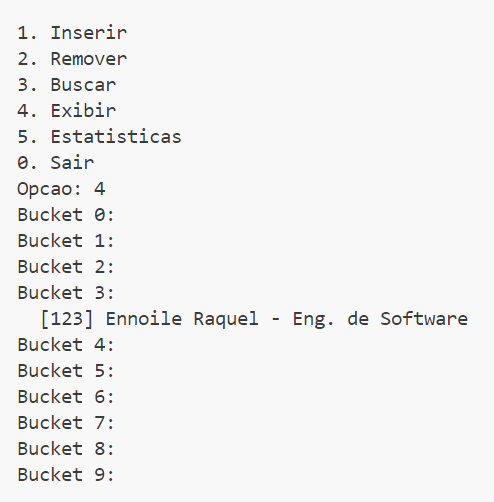 1. Inserir
2. Remover
3. Buscar
4. Exibir
5. Estatisticas
0. Sair
Opcao: 4
Bucket 0:
Bucket 1:
Bucket 2:
Bucket 3:
  [123] Ennoile Raquel - Eng. de Software
Bucket 4:
Bucket 5:
Bucket 6:
Bucket 7:
Bucket 8:
Bucket 9: